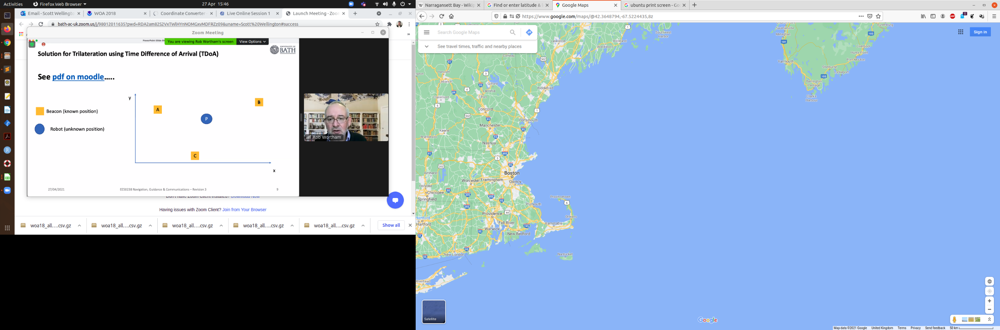 Activities
Firefox Web Browser
27 Apr 15:46
Email - Scott Wellingto
WOA 2018
Coordinate Converter
Live Online Session 1
Launch Meeting - Zoon
bath-ac-uk.zoom.us/j/98012011635?pwd=RDA2am82S2VxTWlHYnNOMGxvMDFRZz09&uname=Scott%20Wellington#success
Zoom Meeting
PowerPoint Slide Sh
You are viewing Rob Wortham's screen
View Options
UNIVERSITY OF
BATH
Solution for Trilateration using Time Difference of Arrival (TDoA)
See pdf on moodle.....
y
B
A
Beacon (known position)
P
Robot (unknown position)
Rob Wortham
C
x
27/04/2021
EE50238 Navigation, Guidance & Communications – Revision 3
9
Don't have Zoom Client installed? Download Now
Having issues with Zoom Client? Join from Your Browser
woa18_all....csv.gz
woa18_all....csv.gz
woa18_all....csv.gz
woa18_all....csv.gz
woa18_all....csv.gz
Show all
Narragansett Bay - Wikip
Find or enter latitude & l
Google Maps
ubuntu print screen - Go
https://www.google.com/maps/@42.3648794,-67.5224435,8z
ABP
0
Search Google Maps
See travel times, traffic and nearby places
Sign in
Lewiston
Rockland
Waldoboro
Southwest
Harbor
Saulnierville
Meteghan
Yarmouth
Liverpool
Hunts Point
Port Mouton
Shelburne
Lockeport
Barrington
Passage
Clark's
Harbour
Conway
Hanover
Lebanon
Gilford
Laconia
Tilton
Claremont
Biddeford
Concord
Portsmouth
Manchester
Keene
Brattleboro
Nashua
Amherst
Boston
Worcester
Framingham
Quincy
Holyoke
Chicopee
Springfield
Provincetown
Plymouth
Orleans
Providence
Hartford
Hartford
Fall River
Barnstable
Warwick
New Bedford
New London
Nantucket
Riverhead
Satellite
Google
Map data ©2021 Google
United Kingdom
Terms
Privacy
Send feedback
50 km